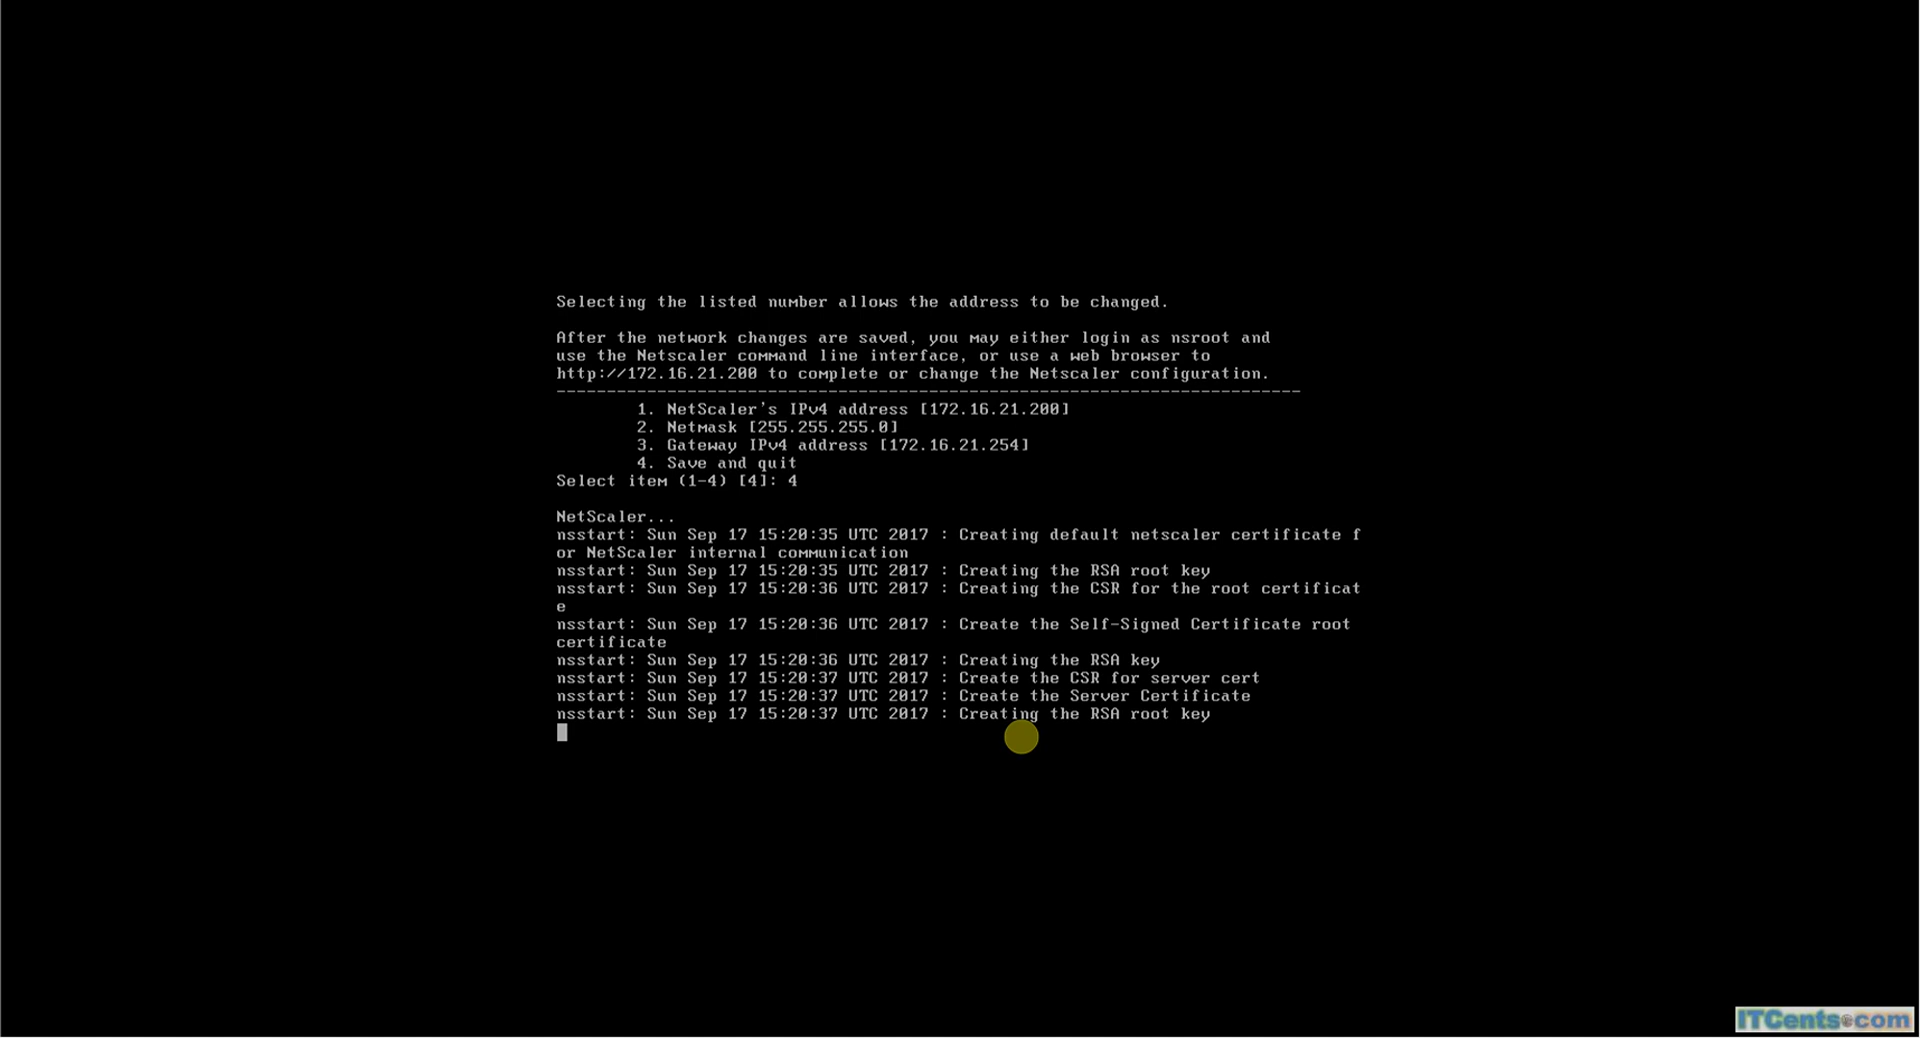 Selecting the listed number allows the address to be changed.
After the network changes are saved, you may either login as nsroot and
use the Netscaler command line interface, or use a web browser to
http://172.16.21.200 to complete or change the Netscaler configuration.
--------------------------------------------------------------------------
1. NetScaler's IPv4 address [172.16.21.200]
2. Netmask [255.255.255.0]
3. Gateway IPv4 address [172.16.21.254]
4. Save and quit
Select item (1-4) [4]: 4
NetScaler...
nsstart: Sun Sep 17 15:20:35 UTC 2017 : Creating default netscaler certificate f
or NetScaler internal communication
nsstart: Sun Sep 17 15:20:35 UTC 2017 : Creating the RSA root key
nsstart: Sun Sep 17 15:20:36 UTC 2017 : Creating the CSR for the root certificat
e
nsstart: Sun Sep 17 15:20:36 UTC 2017 : Create the Self-Signed Certificate root
certificate
nsstart: Sun Sep 17 15:20:36 UTC 2017 : Creating the RSA key
nsstart: Sun Sep 17 15:20:37 UTC 2017 : Create the CSR for server cert
nsstart: Sun Sep 17 15:20:37 UTC 2017 : Create the Server Certificate
nsstart: Sun Sep 17 15:20:37 UTC 2017 : Creating the RSA root key
ITCents.com